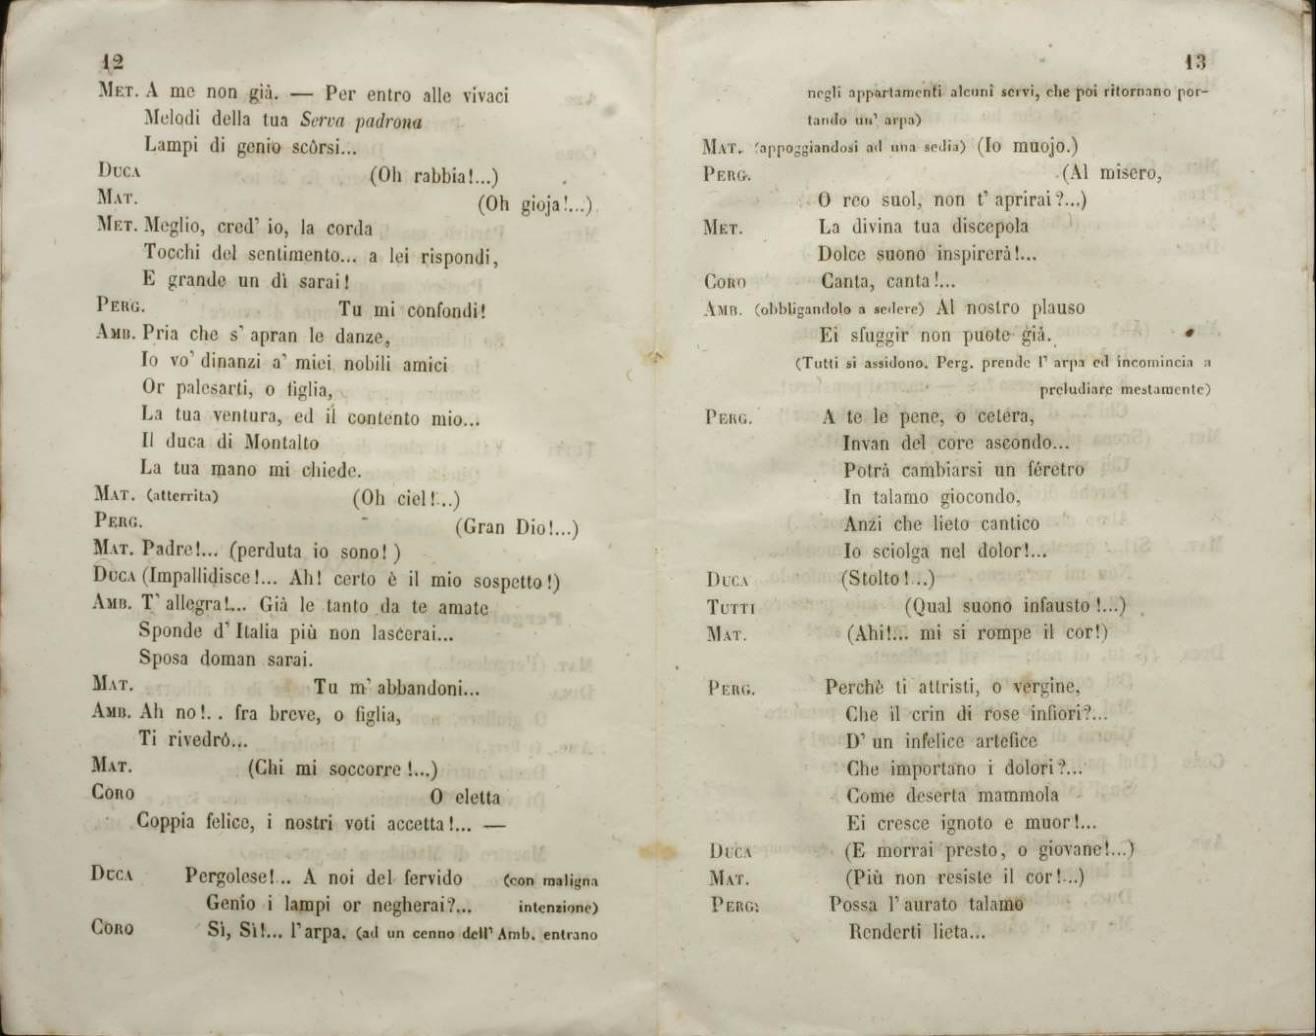 12
MET. A me non già. — Per entro alle vivaci
Melodi della tua Serva padrona
Lampi di genio scôrsi...
DUCA (Oh rabbia!...)
MAT. (Oh gioja!...)
MET. Meglio, cred' io, la corda
Tocchi del sentimento... a lei rispondi,
E grande un dì sarai!
PERG. Tu mi confondi!
AMB. Pria che s' apran le danze,
Io vo' dinanzi a' miei nobili amici
Or palesarti, o figlia,
La tua ventura, ed il contento mio...
Il duca di Montalto
La tua mano mi chiede.
MAT. (atterrita) (Oh ciel!...)
PERG. (Gran Dio!...)
MAT. Padre!... (perduta io sono!)
DUCA (Impallidisce!... Ah! certo è il mio sospetto!)
AMB. T' allegra!... Già le tanto da te amate
Sponde d' Italia più non lascerai...
Sposa doman sarai.
MAT. Tu m' abbandoni...
AMB. Ah no!.. fra breve, o figlia,
Ti rivedrò...
MAT. (Chi mi soccorre!...)
CORO O eletta
Coppia felice, i nostri voti accetta!... —
DUCA Pergolese!... A noi del fervido (con maligna
Genio i lampi or negherai?... intenzione)
CORO Sì, Sì!... l' arpa. (ad un cenno dell' Amb. entrano
13
negli appartamenti alcuni servi, che poi ritornano por-
tando un' arpa)
MAT. (appoggiandosi ad una sedia) (Io muojo.)
PERG. (Al misero,
O reo suol, non t' aprirai?...)
MET. La divina tua discepola
Dolce suono inspirerà!...
CORO Canta, canta!...
AMB. (obbligandolo a sedere) Al nostro plauso
Ei sfuggir non puote già.
(Tutti si assidono. Perg. prende l' arpa ed incomincia a
preludiare mestamente)
PERG. A te le pene, o cetéra,
Invan del core ascondo...
Potrà cambiarsi un féretro
In talamo giocondo,
Anzi che lieto cantico
Io sciolga nel dolor!...
DUCA (Stolto!...)
TUTTI (Qual suono infausto!...)
MAT. (Ahi!... mi si rompe il cor!)
PERG. Perchè ti attristi, o vergine,
Che il crin di rose infiori?...
D' un infelice artefice
Che importano i dolori?...
Come deserta mammola
Ei cresce ignoto e muor!...
DUCA (E morrai presto, o giovane!...)
MAT. (Più non resiste il cor!...)
PERG. Possa l' aurato talamo
Renderti lieta...